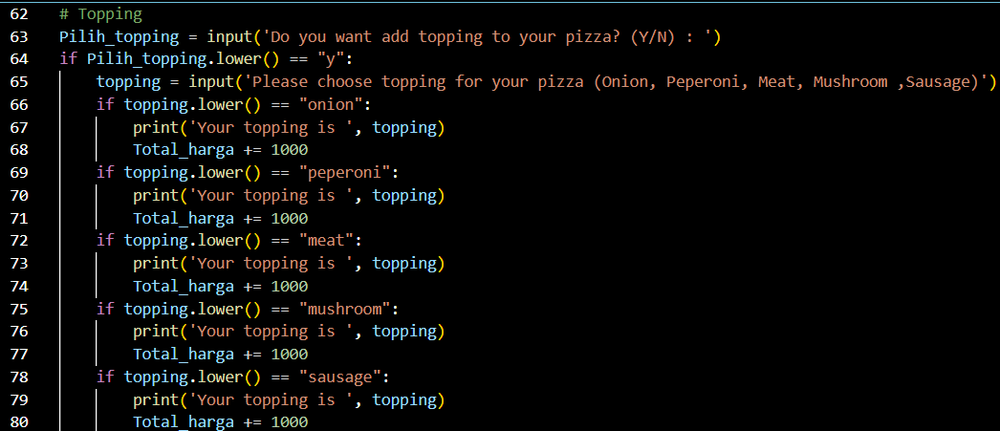 62 # Topping
63 Pilih_topping = input('Do you want add topping to your pizza? (Y/N) : ')
64 if Pilih_topping.lower() == "y":
65     topping = input('Please choose topping for your pizza (Onion, Peperoni, Meat, Mushroom ,Sausage)')
66     if topping.lower() == "onion":
67         print('Your topping is ', topping)
68         Total_harga += 1000
69     if topping.lower() == "peperoni":
70         print('Your topping is ', topping)
71         Total_harga += 1000
72     if topping.lower() == "meat":
73         print('Your topping is ', topping)
74         Total_harga += 1000
75     if topping.lower() == "mushroom":
76         print('Your topping is ', topping)
77         Total_harga += 1000
78     if topping.lower() == "sausage":
79         print('Your topping is ', topping)
80         Total_harga += 1000